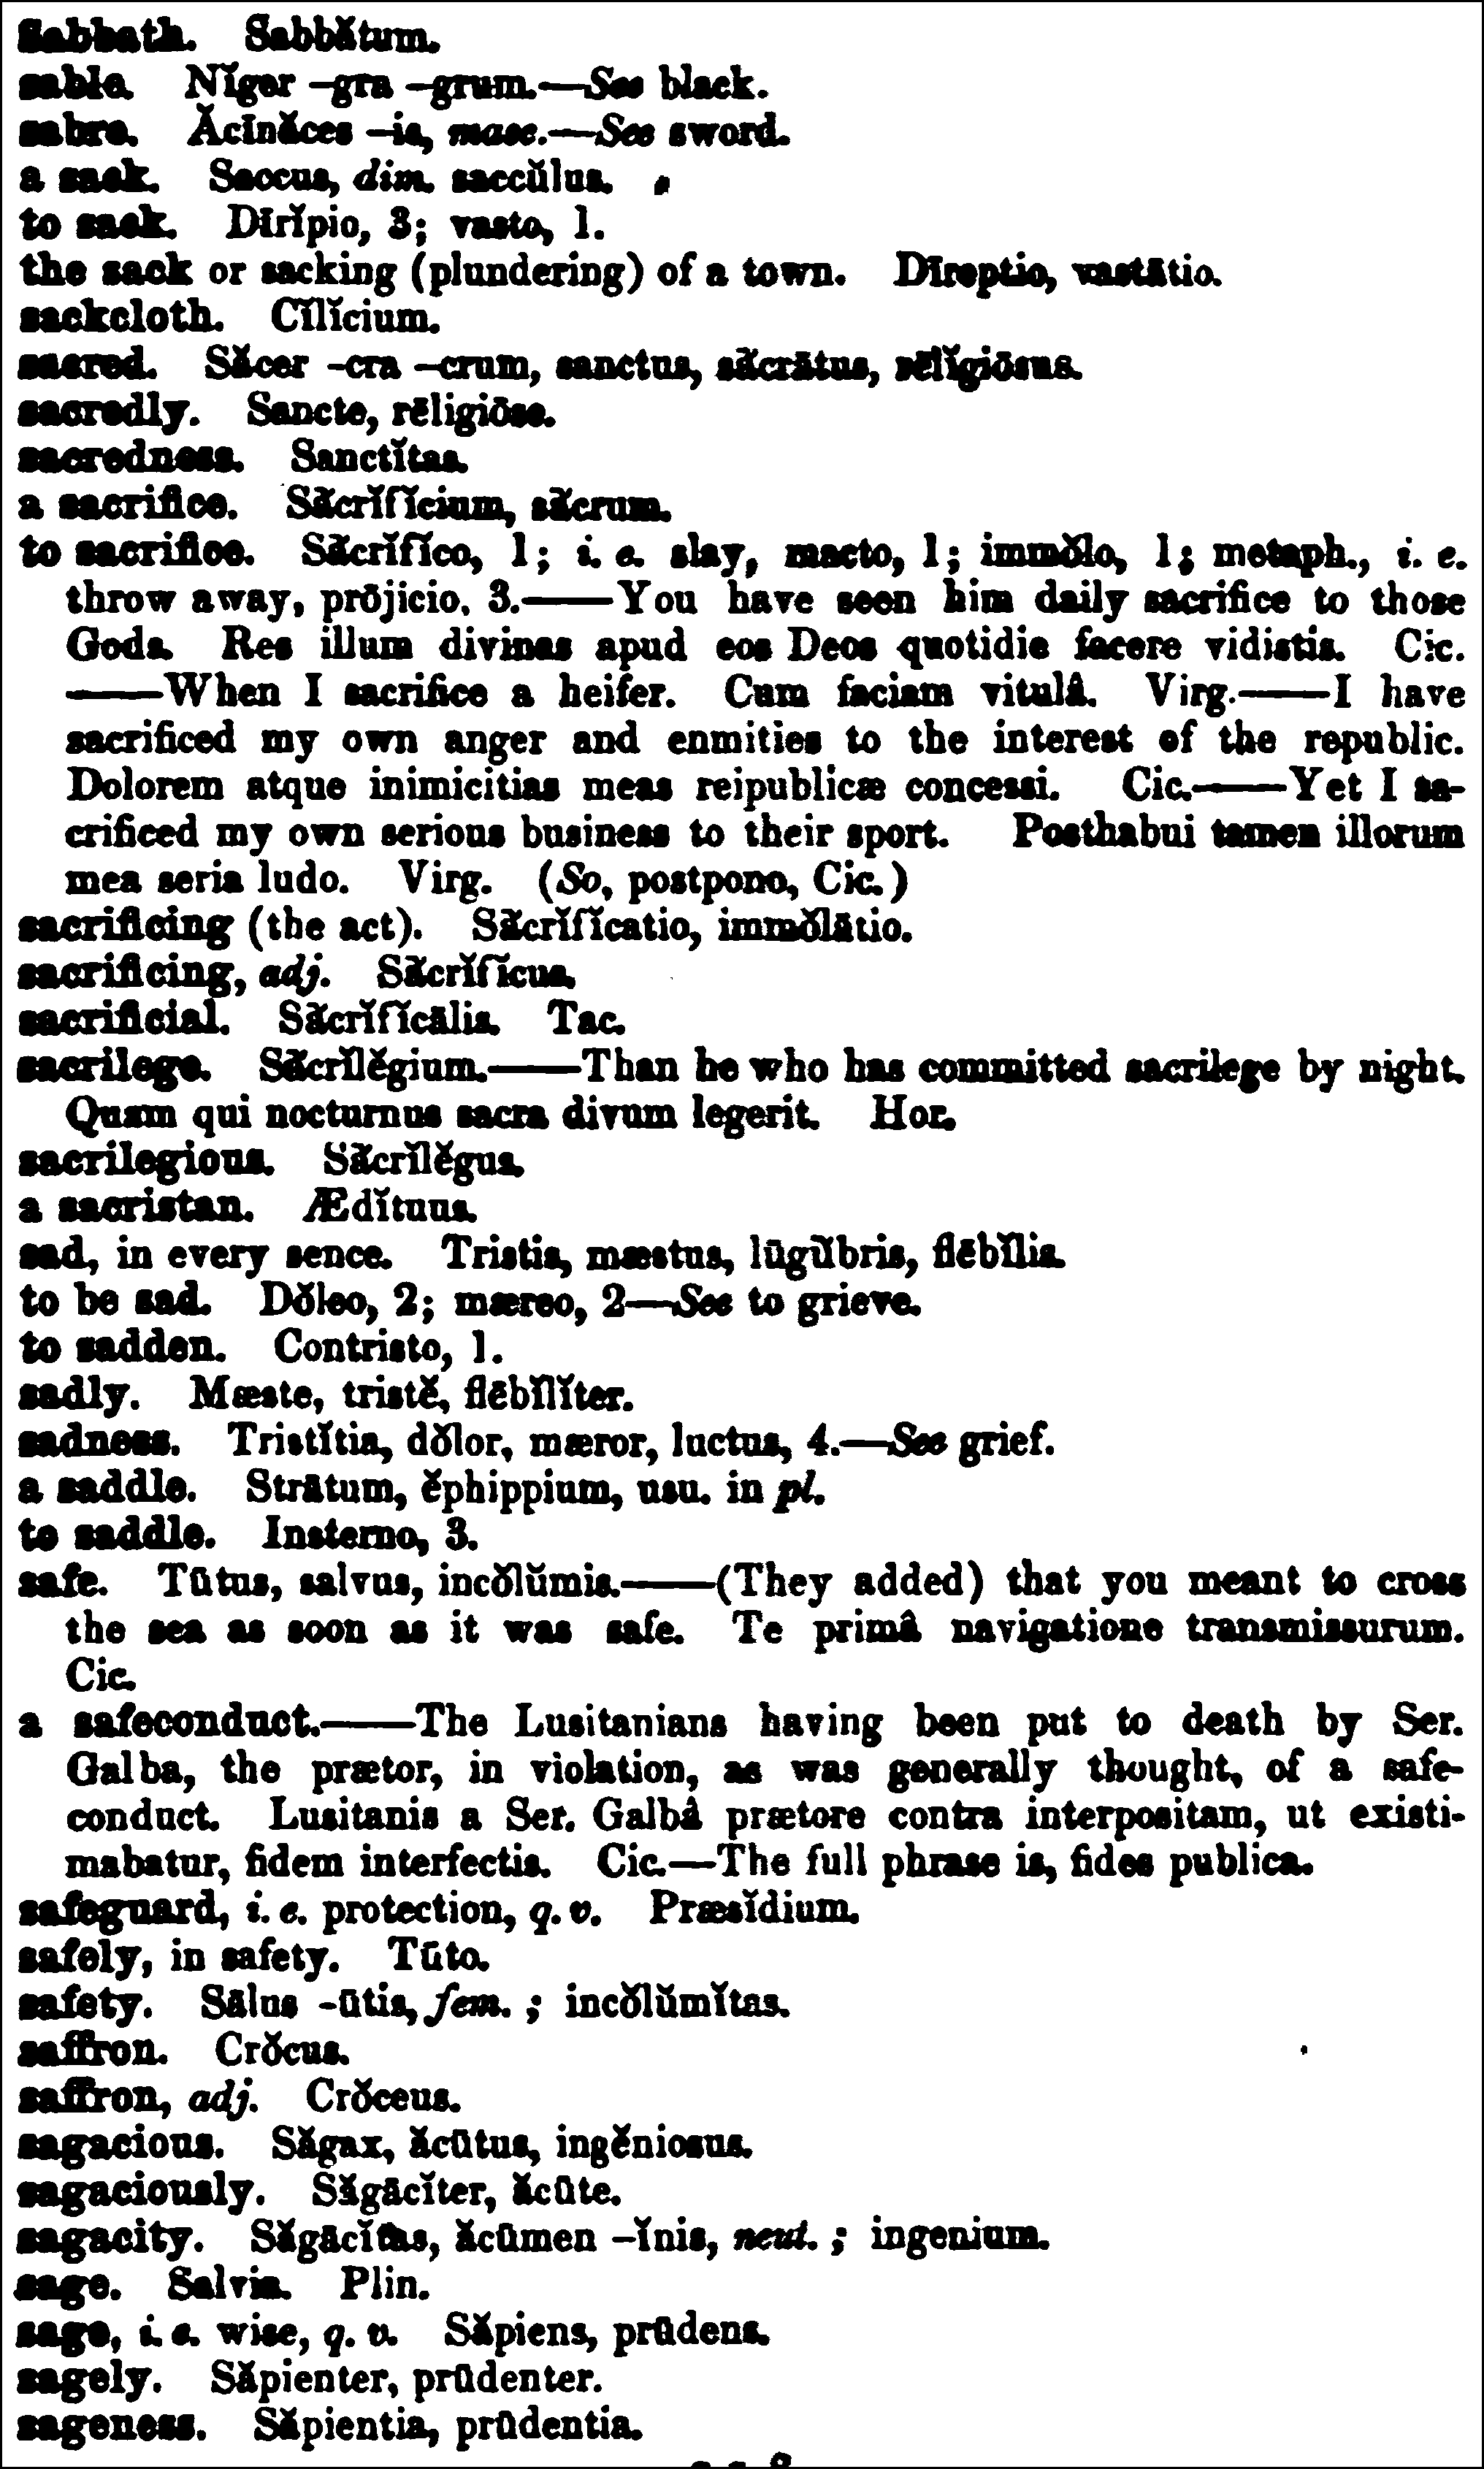 Sabbath. Sabbătum.
sable. Nĭger –gra –grum.—See black.
sabre. Ăcīnăces –is, masc.—See sword.
a sack. Saccus, dim. saccŭlus.
to sack. Dīrĭpio, 3; vasto, 1.
the sack or sacking (plundering) of a town. Dīreptio, vastātio.
sackcloth. Cĭlĭcium.
sacred. Săcer -cra –crum, sanctus, săcrātus, rēlĭgiōsus.
sacredly. Sancte, rēligiōse.
sacredness. Sanctĭtas.
a sacrifice. Săcrĭfĭcium, săcrum.
to sacrifice. Săcrĭfĭco, 1; i. e. slay, macto, 1; immŏlo, 1; metaph., i. e.
throw away, prōjicio, 3.——You have seen him daily sacrifice to those
Gods. Res illum divinas apud eos Deos quotidie facere vidistis. Cic.
——When I sacrifice a heifer. Cum faciam vitulâ. Virg.——I have
sacrificed my own anger and enmities to the interest of the republic.
Dolorem atque inimicitias meas reipublicæ concessi. Cic.——Yet I sa-
crificed my own serious business to their sport. Posthabui tamen illorum
mea seria ludo. Virg. (So, postpono, Cic.)
sacrificing (the act). Săcrĭfĭcatio, immŏlātio.
sacrificing, adj. Săcrĭfĭcus.
sacrificial. Săcrĭfĭcālis. Tac.
sacrilege. Săcrĭlĕgium.——Than he who has committed sacrilege by night.
Quam qui nocturnus sacra divum legerit. Hor.
sacrilegious. Săcrĭlĕgus.
a sacristan. Ædĭtuus.
sad, in every sence. Tristis, mæstus, lūgŭbris, flēbĭlis.
to be sad. Dŏleo, 2; mæreo, 2—See to grieve.
to sadden. Contristo, 1.
sadly. Mæste, tristĕ, flēbĭlĭter.
sadness. Tristĭtia, dŏlor, mæror, luctus, 4.—See grief.
a saddle. Strātum, ĕphippium, usu. in pl.
to saddle. Insterno, 3.
safe. Tūtus, salvus, incŏlŭmis.——(They added) that you meant to cross
the sea as soon as it was safe. Te primâ navigatione transmissurum.
Cic.
a safeconduct.——The Lusitanians having been put to death by Ser.
Galba, the prætor, in violation, as was generally thought, of a safe-
conduct. Lusitanis a Ser. Galbâ prætore contra interpositam, ut existi-
mabatur, fidem interfectis. Cic.—The full phrase is, fides publica.
safeguard, i. e. protection, q. v. Præsĭdium.
safely, in safety. Tūto.
safety. Sālus -ūtis, fem. ; incŏlŭmĭtas.
saffron. Crŏcus.
saffron, adj. Crŏceus.
sagacious. Săgax, ăcūtus, ingĕniosus.
sagaciously. Săgācĭter, ăcūte.
sagacity. Săgācĭtas, ăcūmen –ĭnis, neut. ; ingenium.
sage. Salvia. Plin.
sage, i. e. wise, q. v. Săpiens, prūdens.
sagely. Săpienter, prūdenter.
sageness. Săpientia, prūdentia.